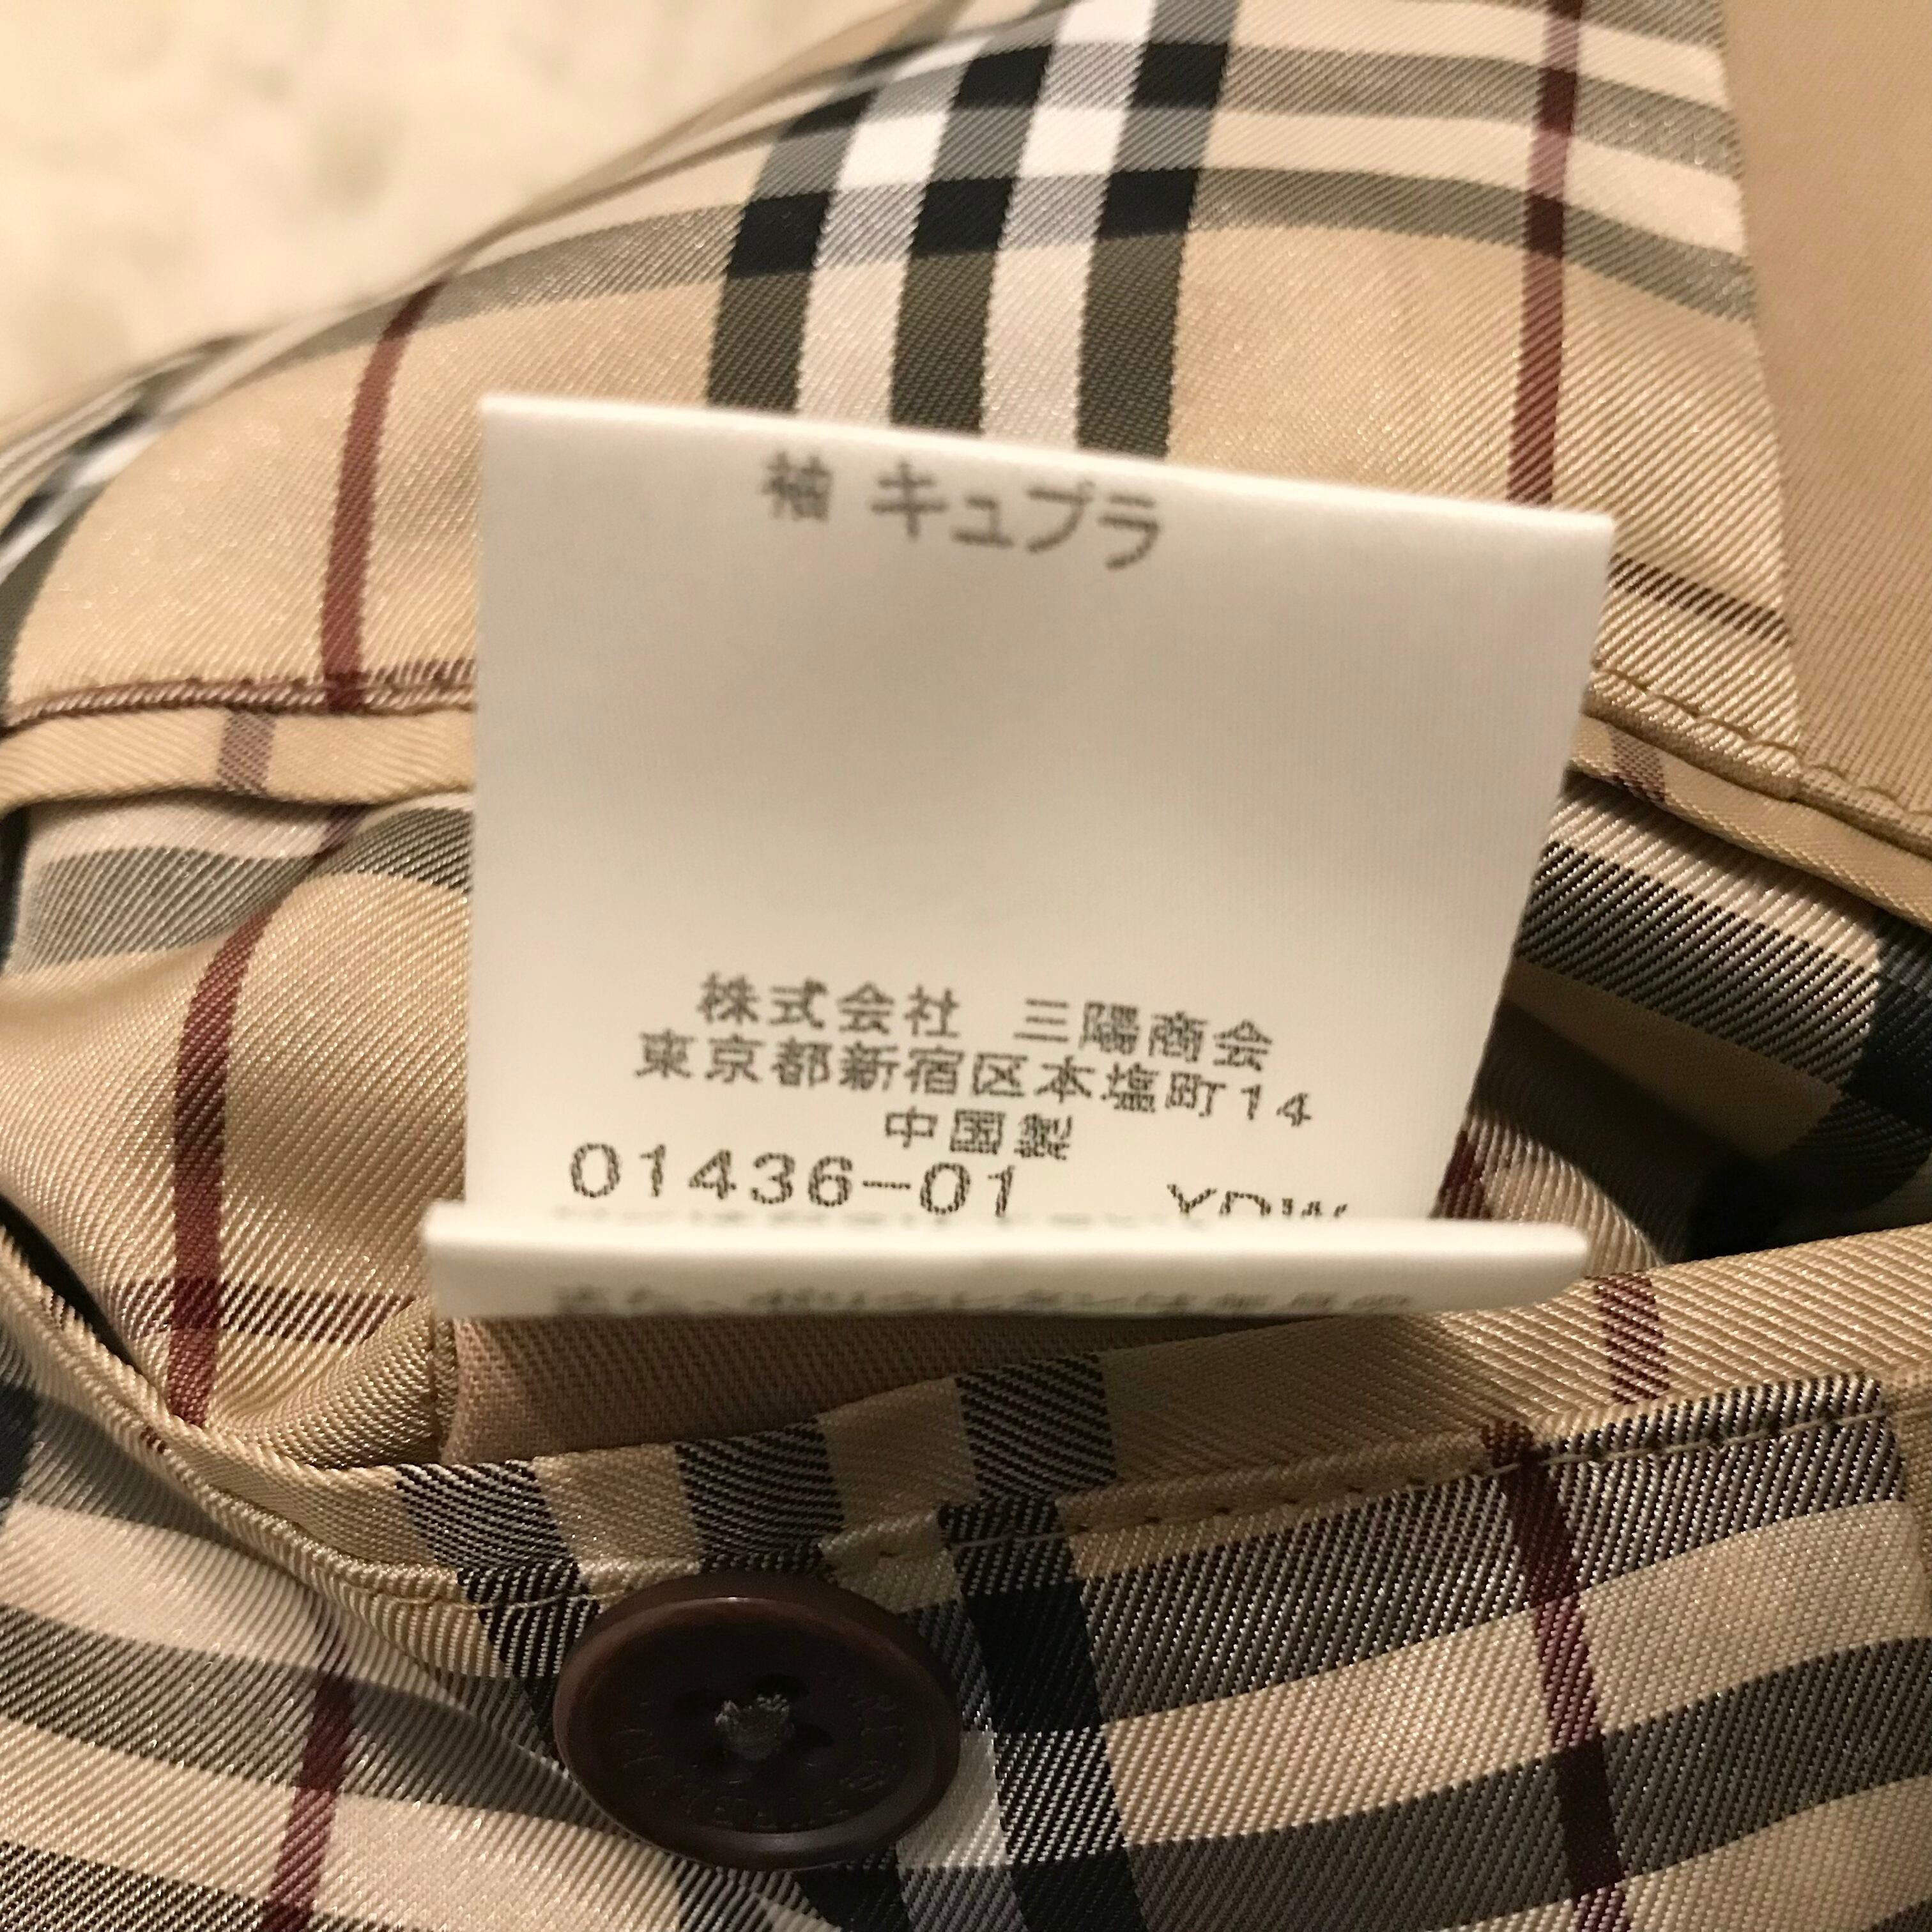 袖 キュプラ
株式会社 三陽商会
東京都新宿区本塩町14
中国製
01436-01 YDW